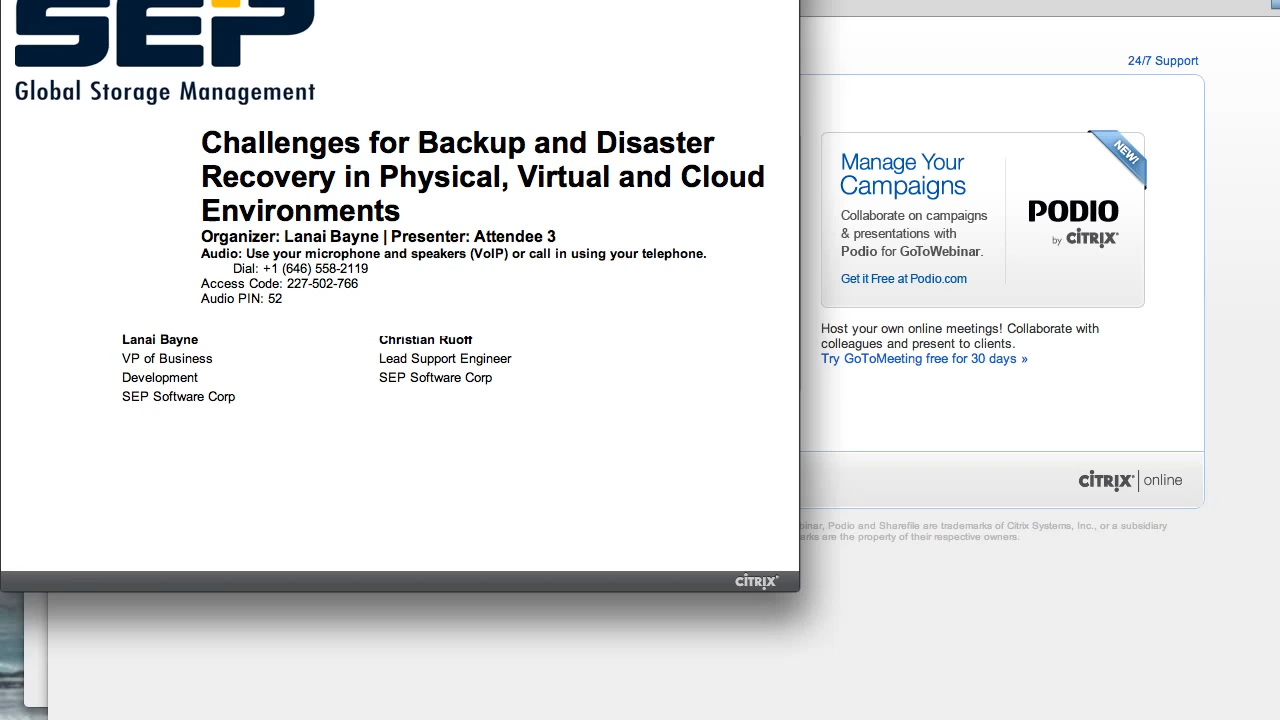 SEP
Global Storage Management
Challenges for Backup and Disaster
Recovery in Physical, Virtual and Cloud
Environments
Organizer: Lanai Bayne | Presenter: Attendee 3
Audio: Use your microphone and speakers (VoIP) or call in using your telephone.
Dial: +1 (646) 558-2119
Access Code: 227-502-766
Audio PIN: 52
Lanai Bayne
VP of Business
Development
SEP Software Corp
Christian Ruoff
Lead Support Engineer
SEP Software Corp
CITRIX
24/7 Support
NEW!
Manage Your
Campaigns
Collaborate on campaigns
& presentations with
Podio for GoToWebinar.
Get it Free at Podio.com
PODIO
by CITRIX
Host your own online meetings! Collaborate with
colleagues and present to clients.
Try GoToMeeting free for 30 days »
CITRIX | online
Podio and Sharefile are trademarks of Citrix Systems, Inc., or a subsidiary
are the property of their respective owners.